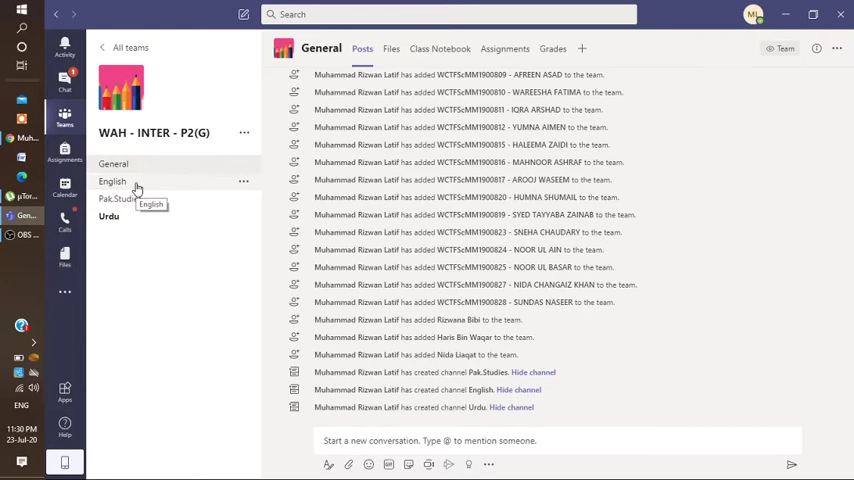 Search
ML
Activity
Chat
1
Teams
Assignments
Calendar
Calls
Files
Apps
Help
Muh...
µTor...
Gen...
OBS ...
ENG
11:30 PM
23-Jul-20
All teams
WAH - INTER - P2(G)
General
English
Pak.Studie
English
Urdu
General Posts Files Class Notebook Assignments Grades
Team
Muhammad Rizwan Latif has added WCTFScMM1900809 - AFREEN ASAD to the team.
Muhammad Rizwan Latif has added WCTFScMM1900810 - WAREESHA FATIMA to the team.
Muhammad Rizwan Latif has added WCTFScMM1900811 - IQRA ARSHAD to the team.
Muhammad Rizwan Latif has added WCTFScMM1900812 - YUMNA AIMEN to the team.
Muhammad Rizwan Latif has added WCTFScMM1900815 - HALEEMA ZAIDI to the team.
Muhammad Rizwan Latif has added WCTFScMM1900816 - MAHNOOR ASHRAF to the team.
Muhammad Rizwan Latif has added WCTFScMM1900817 - AROOJ WASEEM to the team.
Muhammad Rizwan Latif has added WCTFScMM1900820 - HUMNA SHUMAIL to the team.
Muhammad Rizwan Latif has added WCTFScMM1900819 - SYED TAYYABA ZAINAB to the team.
Muhammad Rizwan Latif has added WCTFScMM1900823 - SNEHA CHAUDARY to the team.
Muhammad Rizwan Latif has added WCTFScMM1900824 - NOOR UL AIN to the team.
Muhammad Rizwan Latif has added WCTFScMM1900825 - NOOR UL BASAR to the team.
Muhammad Rizwan Latif has added WCTFScMM1900827 - NIDA CHANGAIZ KHAN to the team.
Muhammad Rizwan Latif has added WCTFScMM1900828 - SUNDAS NASEER to the team.
Muhammad Rizwan Latif has added Rizwana Bibi to the team.
Muhammad Rizwan Latif has added Haris Bin Waqar to the team.
Muhammad Rizwan Latif has added Nida Liaqat to the team.
Muhammad Rizwan Latif has created channel Pak.Studies. Hide channel
Muhammad Rizwan Latif has created channel English. Hide channel
Muhammad Rizwan Latif has created channel Urdu. Hide channel
Start a new conversation. Type @ to mention someone.
GIF